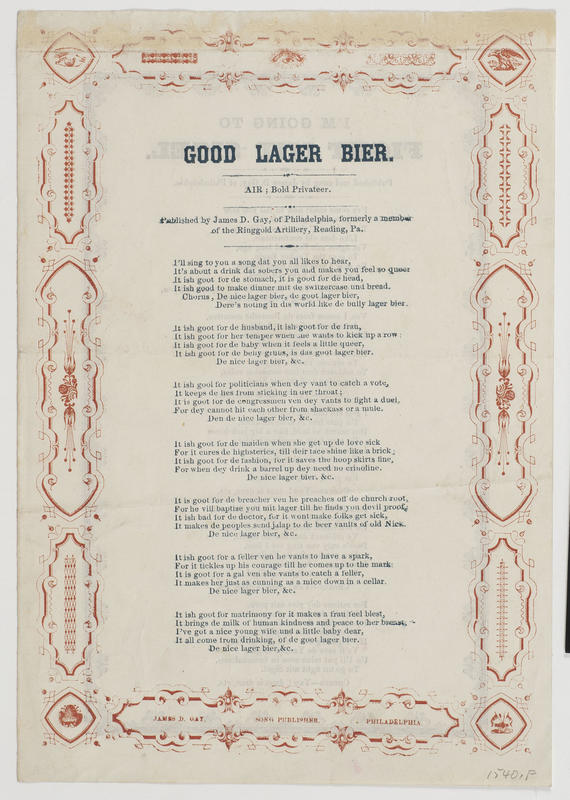 GOOD LAGER BIER.
AIR; Bold Privateer.
Published by James D. Gay, of Philadelphia, formerly a member
of the Ringgold Artillery, Reading, Pa.
I'll sing to you a song dat you all likes to hear,
It's about a drink dat sobers you and makes you feel so queer
It ish goot for de stomach, it is good for de head,
It ish good to make dinner mit de switzercase und bread.
Chorus, De nice lager bier, de goot lager bier,
Dere's noting in dis world like de bully lager bier.
It ish goot for de husband, it ish goot for de frau,
It ish goot for her temper when she wants to kick up a row:
It ish goot for de baby when it feels a little queer,
It ish goot for de belly gruns, is das goot lager bier.
De nice lager bier, &c.
It ish goot for politicians when dey vant to catch a vote,
It keeps de lies from sticking in der throat;
It is goot for de congressmen ven dey vants to fight a duel,
For dey cannot hit each other from shackass or a mule.
Den de nice lager bier, &c.
It ish goot for de maiden when she get up de love sick
For it cures de highsterics, till deir face shine like a brick;
It ish goot for de fashion, for it saves the hoop skirts fine,
For when dey drink a barrel up dey need no crinoline.
De nice lager bier. &c.
It is goot for de breacher ven he preaches off de church root,
For he vill baptise you mit lager till he finds you devil proof,
It ish bad for de doctor, for it wont make folks get sick,
It makes de peoples send jalap to de beer vaults of old Nick.
De nice lager bier, &c.
It ish goot for a feller ven he vants to have a spark,
For it tickles up his courage till he comes up to the mark:
It is goot for a gal ven she vants to catch a feller,
It makes her just as cunning as a mice down in a cellar.
De nice lager bier, &c.
It ish goot for matrimony for it makes a frau feel blest,
It brings de milk of human kindness and peace to her breast,
I've got a nice young wife und a little baby dear,
It all come from drinking, of de goot lager bier.
De nice lager bier,&c.
JAMES D. GAY, SONG PUBLISHER, PHILADELPHIA
1540.P